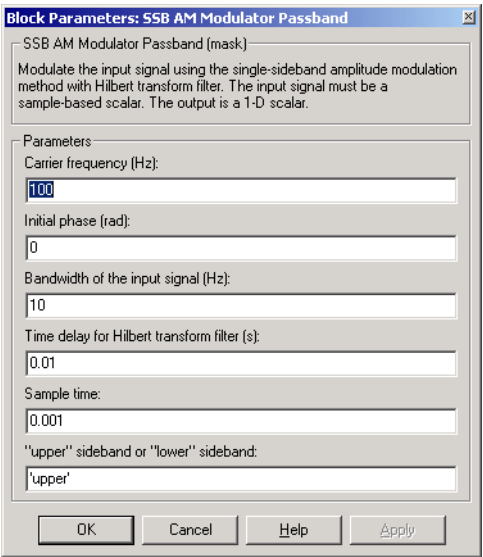 Block Parameters: SSB AM Modulator Passband
SSB AM Modulator Passband (mask)
Modulate the input signal using the single-sideband amplitude modulation
method with Hilbert transform filter. The input signal must be a
sample-based scalar. The output is a 1-D scalar.
Parameters
Carrier frequency (Hz):
100
Initial phase (rad):
0
Bandwidth of the input signal (Hz):
10
Time delay for Hilbert transform filter (s):
0.01
Sample time:
0.001
"upper" sideband or "lower" sideband:
'upper'
OK Cancel Help Apply